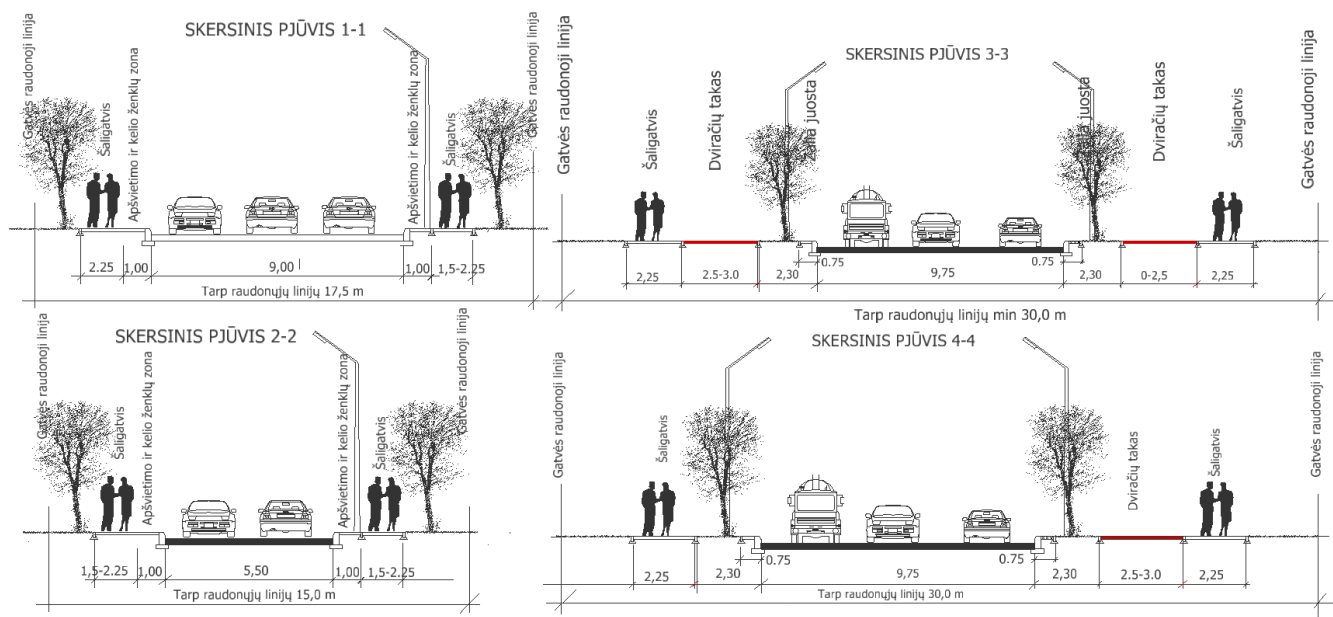 SKERSINIS PJŪVIS 1-1
Gatvės raudonoji linija
Šaligatvis
Apšvietimo ir kelio ženklų zona
Apšvietimo ir kelio ženklų zona
Šaligatvis
Gatvės raudonoji linija
2.25 1,00 9,00 1,00 1,5-2.25
Tarp raudonųjų linijų 17,5 m
SKERSINIS PJŪVIS 3-3
Gatvės raudonoji linija
Šaligatvis
Dviračių takas
Žalia juosta
Žalia juosta
Dviračių takas
Šaligatvis
Gatvės raudonoji linija
0.75 0.75
2,25 2.5-3.0 2,30 9,75 2,30 0-2,5 2,25
Tarp raudonųjų linijų min 30,0 m
SKERSINIS PJŪVIS 2-2
Gatvės raudonoji linija
Šaligatvis
Apšvietimo ir kelio ženklų zona
Apšvietimo ir kelio ženklų zona
Šaligatvis
Gatvės raudonoji linija
1,5-2.25 1,00 5,50 1,00 1,5-2.25
Tarp raudonųjų linijų 15,0 m
SKERSINIS PJŪVIS 4-4
Gatvės raudonoji linija
Šaligatvis
Dviračių takas
Šaligatvis
Gatvės raudonoji linija
0.75 0.75
2,25 2,30 9,75 2,30 2.5-3.0 2,25
Tarp raudonųjų linijų 30,0 m